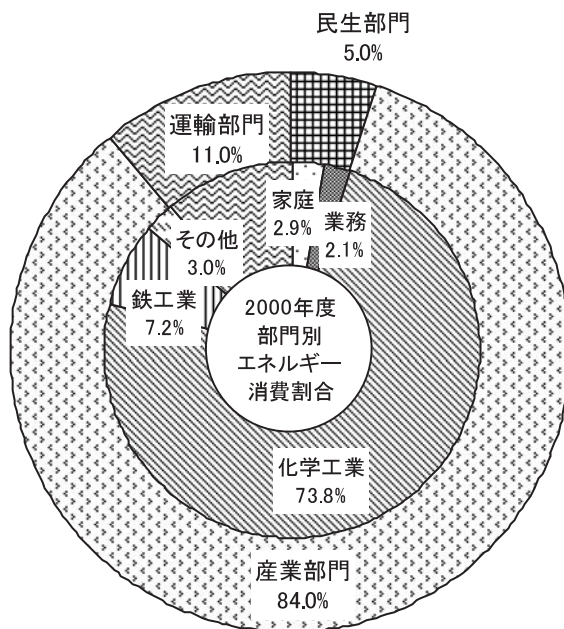 民生部門
5.0%
運輸部門
11.0%
家庭
2.9%
業務
2.1%
その他
3.0%
鉄工業
7.2%
2000年度
部門別
エネルギー
消費割合
化学工業
73.8%
産業部門
84.0%